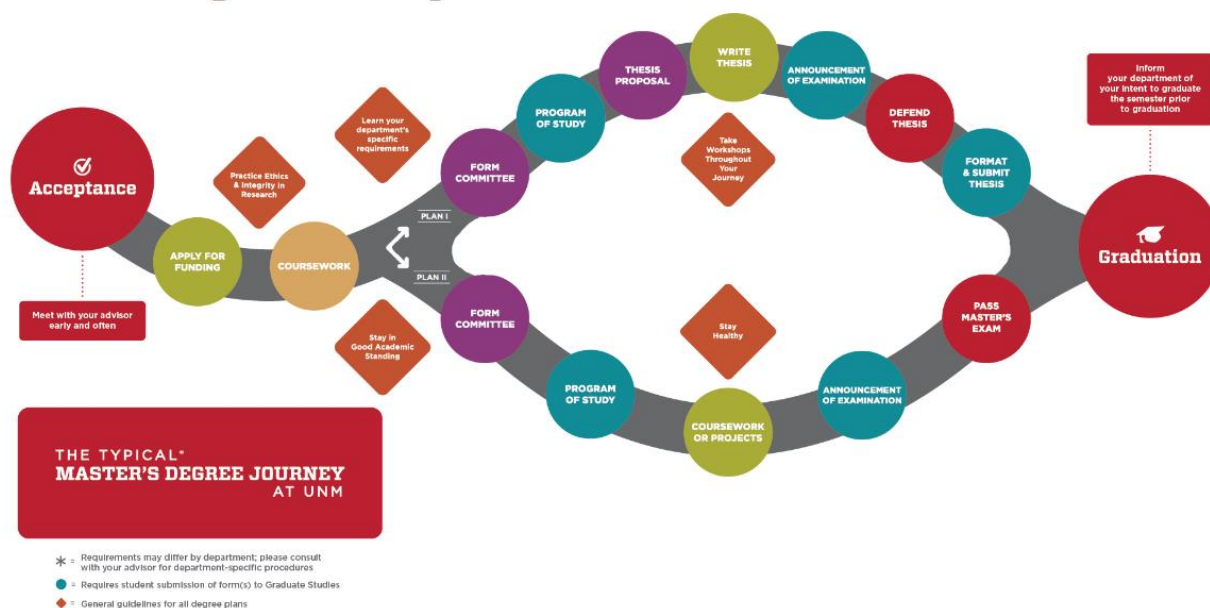 Acceptance
Meet with your advisor
early and often
APPLY FOR
FUNDING
Practice Ethics
& Integrity in
Research
COURSEWORK
Learn your
department's
specific
requirements
Stay in
Good Academic
Standing
PLAN I
PLAN II
FORM
COMMITTEE
PROGRAM
OF STUDY
THESIS
PROPOSAL
WRITE
THESIS
ANNOUNCEMENT
OF EXAMINATION
DEFEND
THESIS
FORMAT
& SUBMIT
THESIS
Take
Workshops
Throughout
Your
Journey
FORM
COMMITTEE
PROGRAM
OF STUDY
COURSEWORK
OR PROJECTS
ANNOUNCEMENT
OF EXAMINATION
PASS
MASTER'S
EXAM
Stay
Healthy
Inform
your department of
your intent to graduate
the semester prior
to graduation
Graduation
THE TYPICAL*
MASTER'S DEGREE JOURNEY
AT UNM
* = Requirements may differ by department; please consult
with your advisor for department-specific procedures
= Requires student submission of form(s) to Graduate Studies
= General guidelines for all degree plans